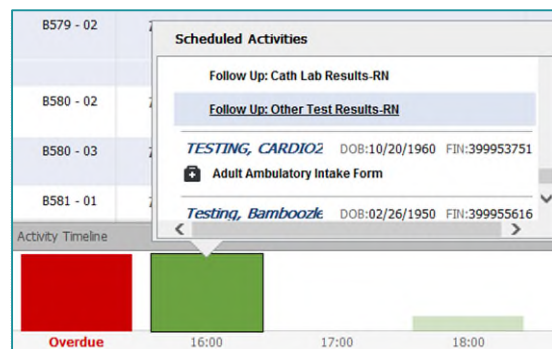 B579 - 02
B580 - 02
B580 - 03
B581 - 01
Scheduled Activities
Follow Up: Cath Lab Results-RN
Follow Up: Other Test Results-RN
TESTING, CARDIO2 DOB:10/20/1960 FIN:399953751
Adult Ambulatory Intake Form
Testing, Bamboozle DOB:02/26/1950 FIN:399955616
Activity Timeline
Overdue 16:00 17:00 18:00